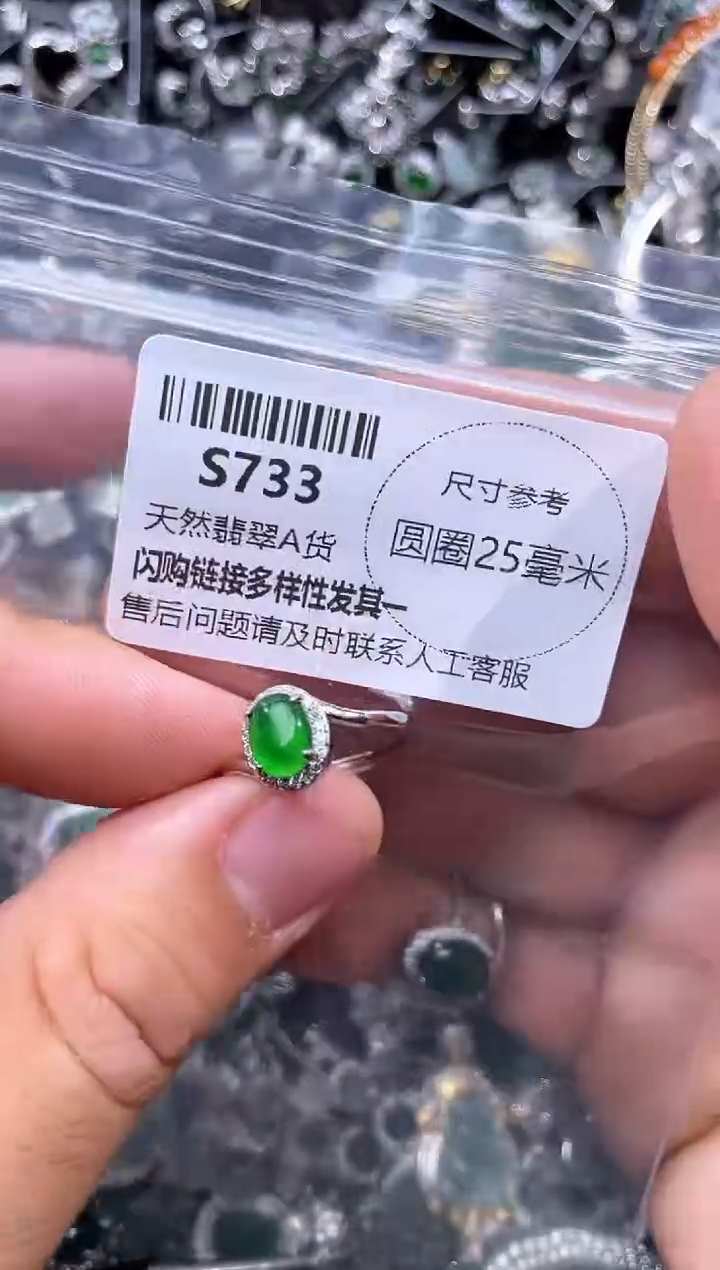 S733
天然翡翠A货
闪购链接多样性发其一
售后问题请及时联系人工客服
尺寸参考
圆圈25毫米